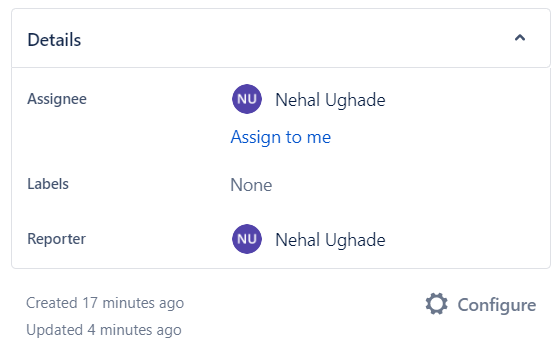 Details
Assignee
NU Nehal Ughade
Assign to me
Labels
None
Reporter
NU Nehal Ughade
Created 17 minutes ago
Configure
Updated 4 minutes ago